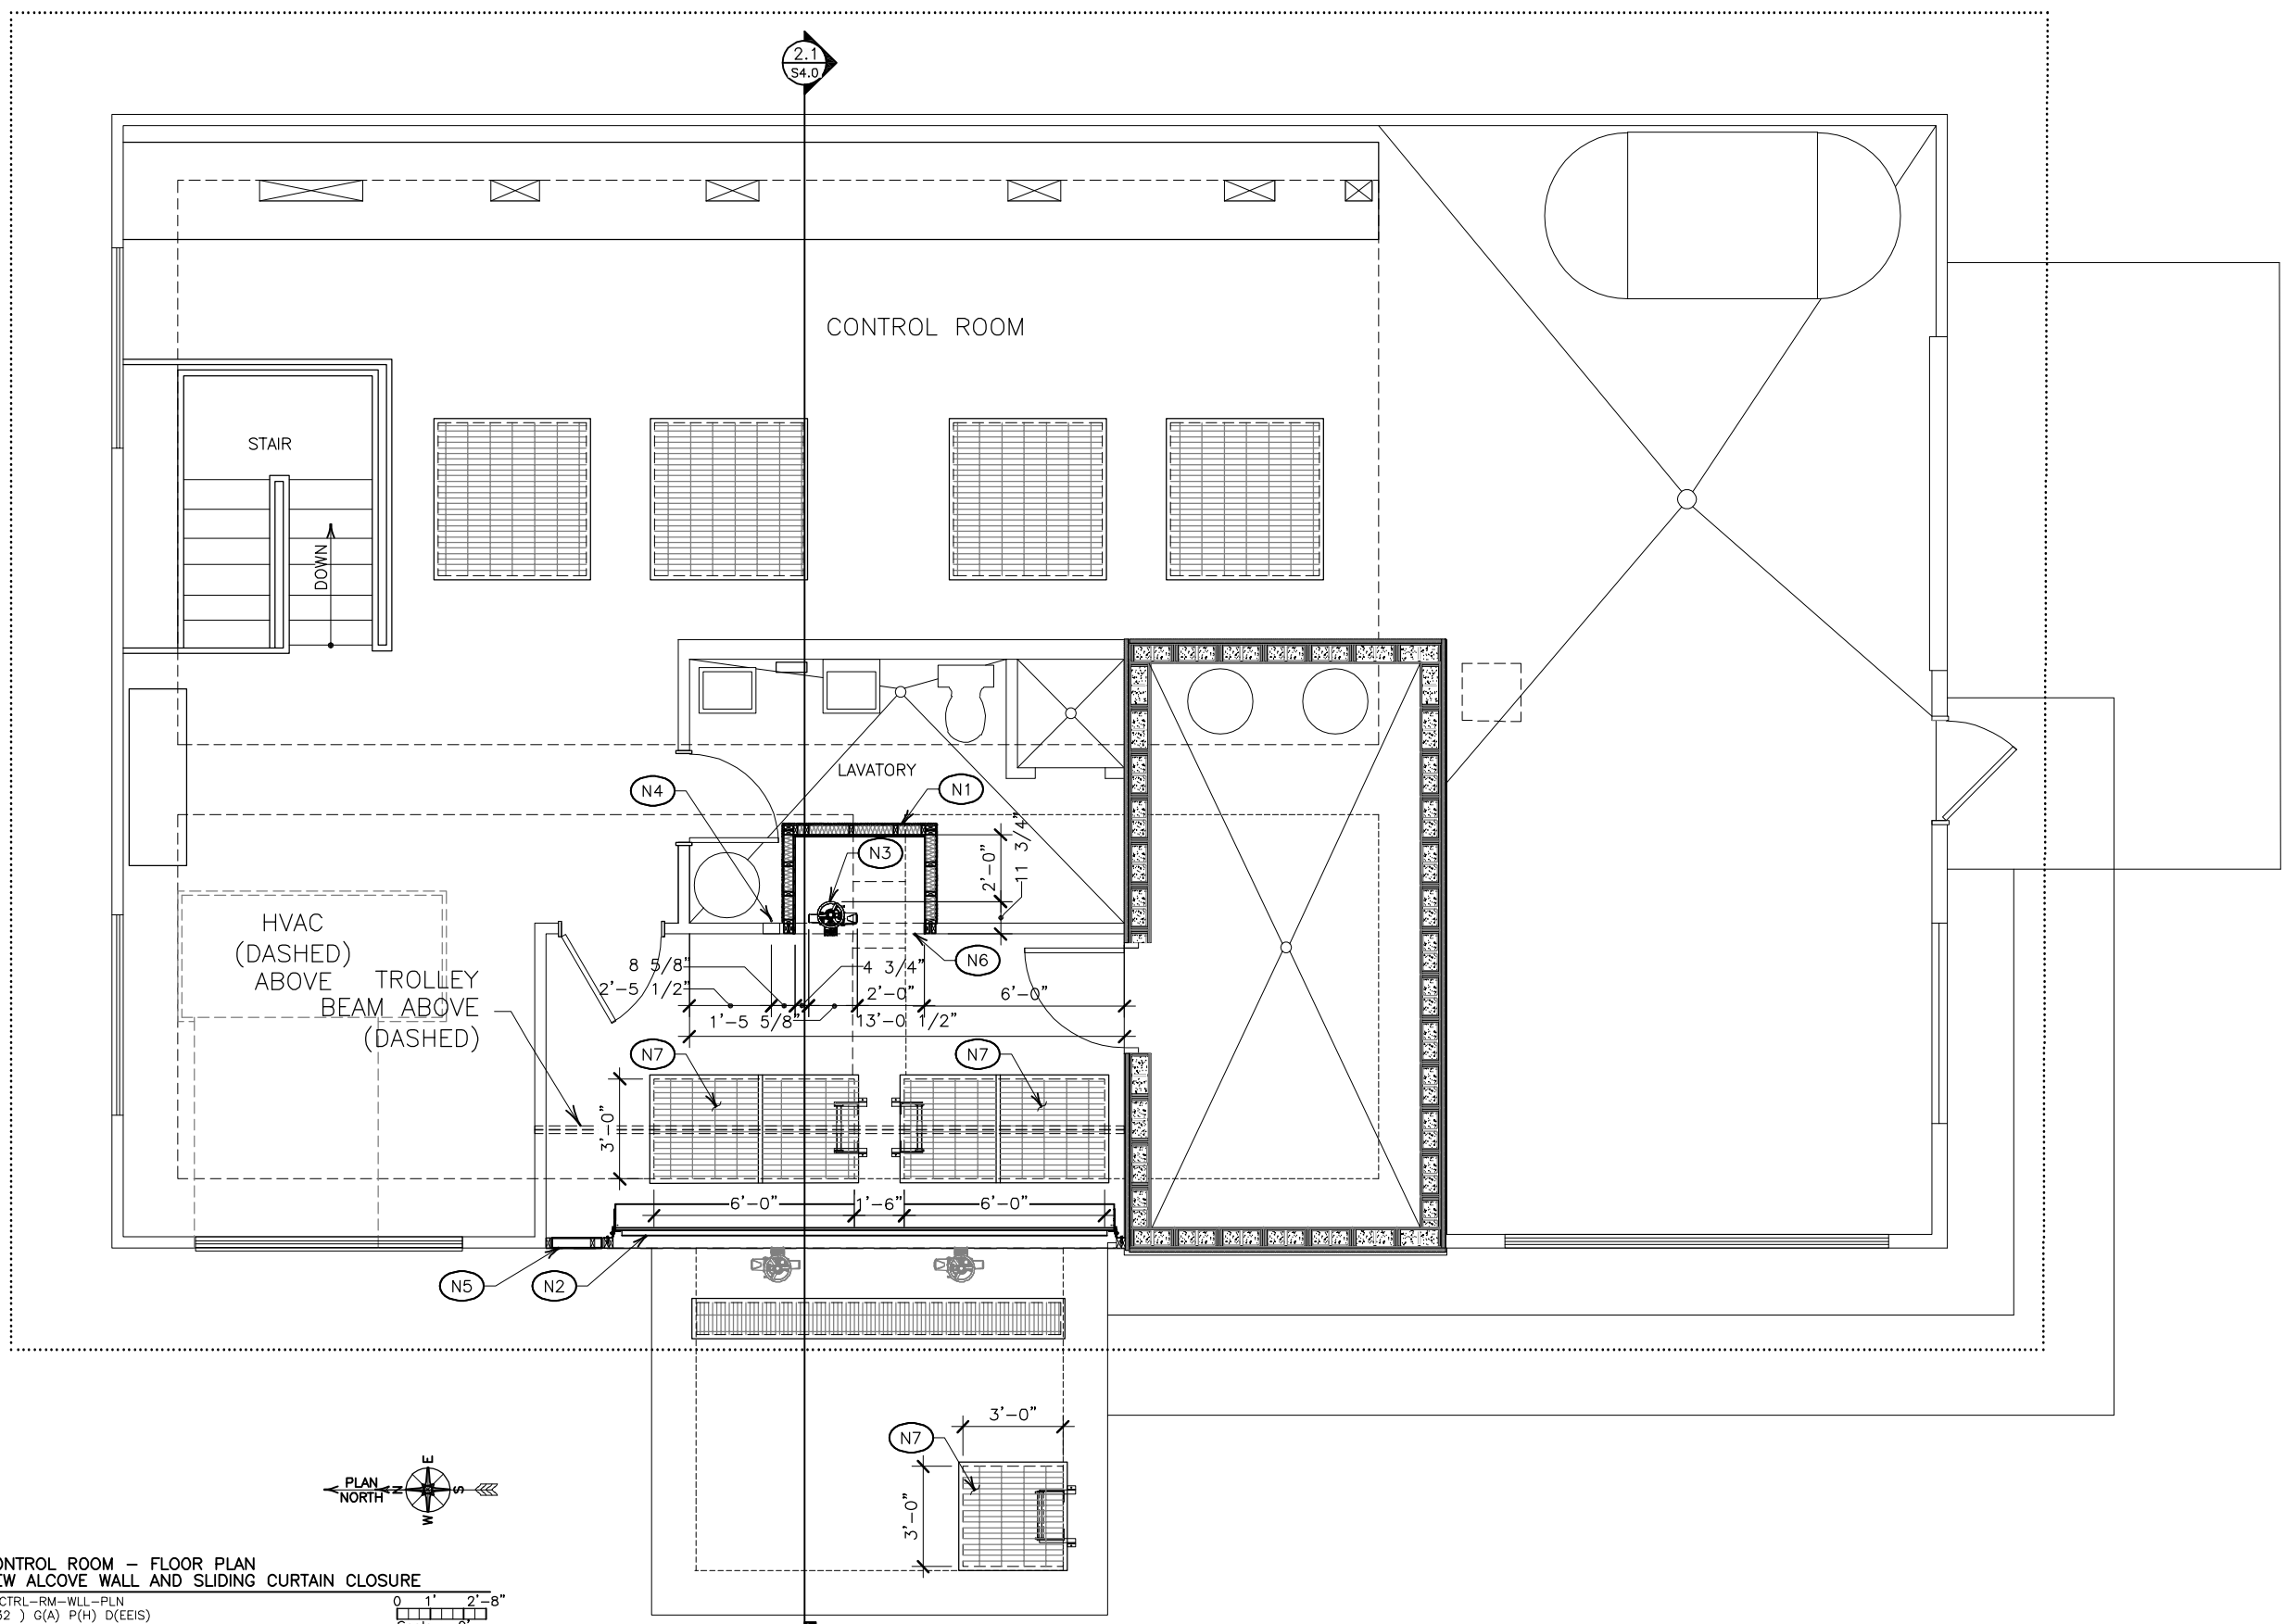 2.1
S4.0
CONTROL ROOM
STAIR
DOWN
LAVATORY
N4
N1
N3
2'-0"
11 3/4"
HVAC
(DASHED)
ABOVE
TROLLEY
BEAM ABOVE
(DASHED)
N6
8 5/8"
4 3/4"
2'-5 1/2"
2'-0"
6'-0"
1'-5 5/8"
13'-0 1/2"
N7
N7
3'-0"
6'-0"
1'-6"
6'-0"
N5
N2
3'-0"
N7
3'-0"
PLAN
NORTH
N
E
S
W
ONTROL ROOM – FLOOR PLAN
EW ALCOVE WALL AND SLIDING CURTAIN CLOSURE
CTRL–RM–WLL–PLN
32 ) G(A) P(H) D(EEIS)
0 1' 2'-8"